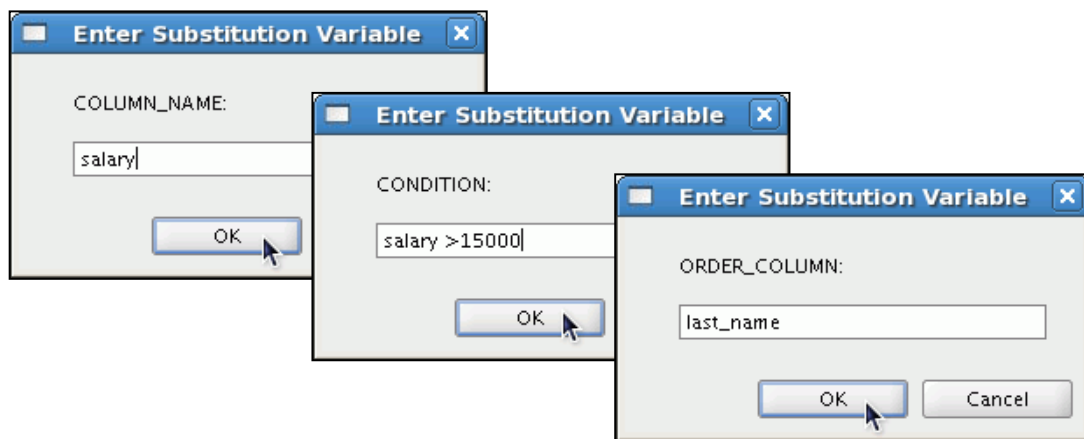 Enter Substitution Variable
COLUMN_NAME:
salary
OK
Enter Substitution Variable
CONDITION:
salary >15000
OK
Enter Substitution Variable
ORDER_COLUMN:
last_name
OK
Cancel